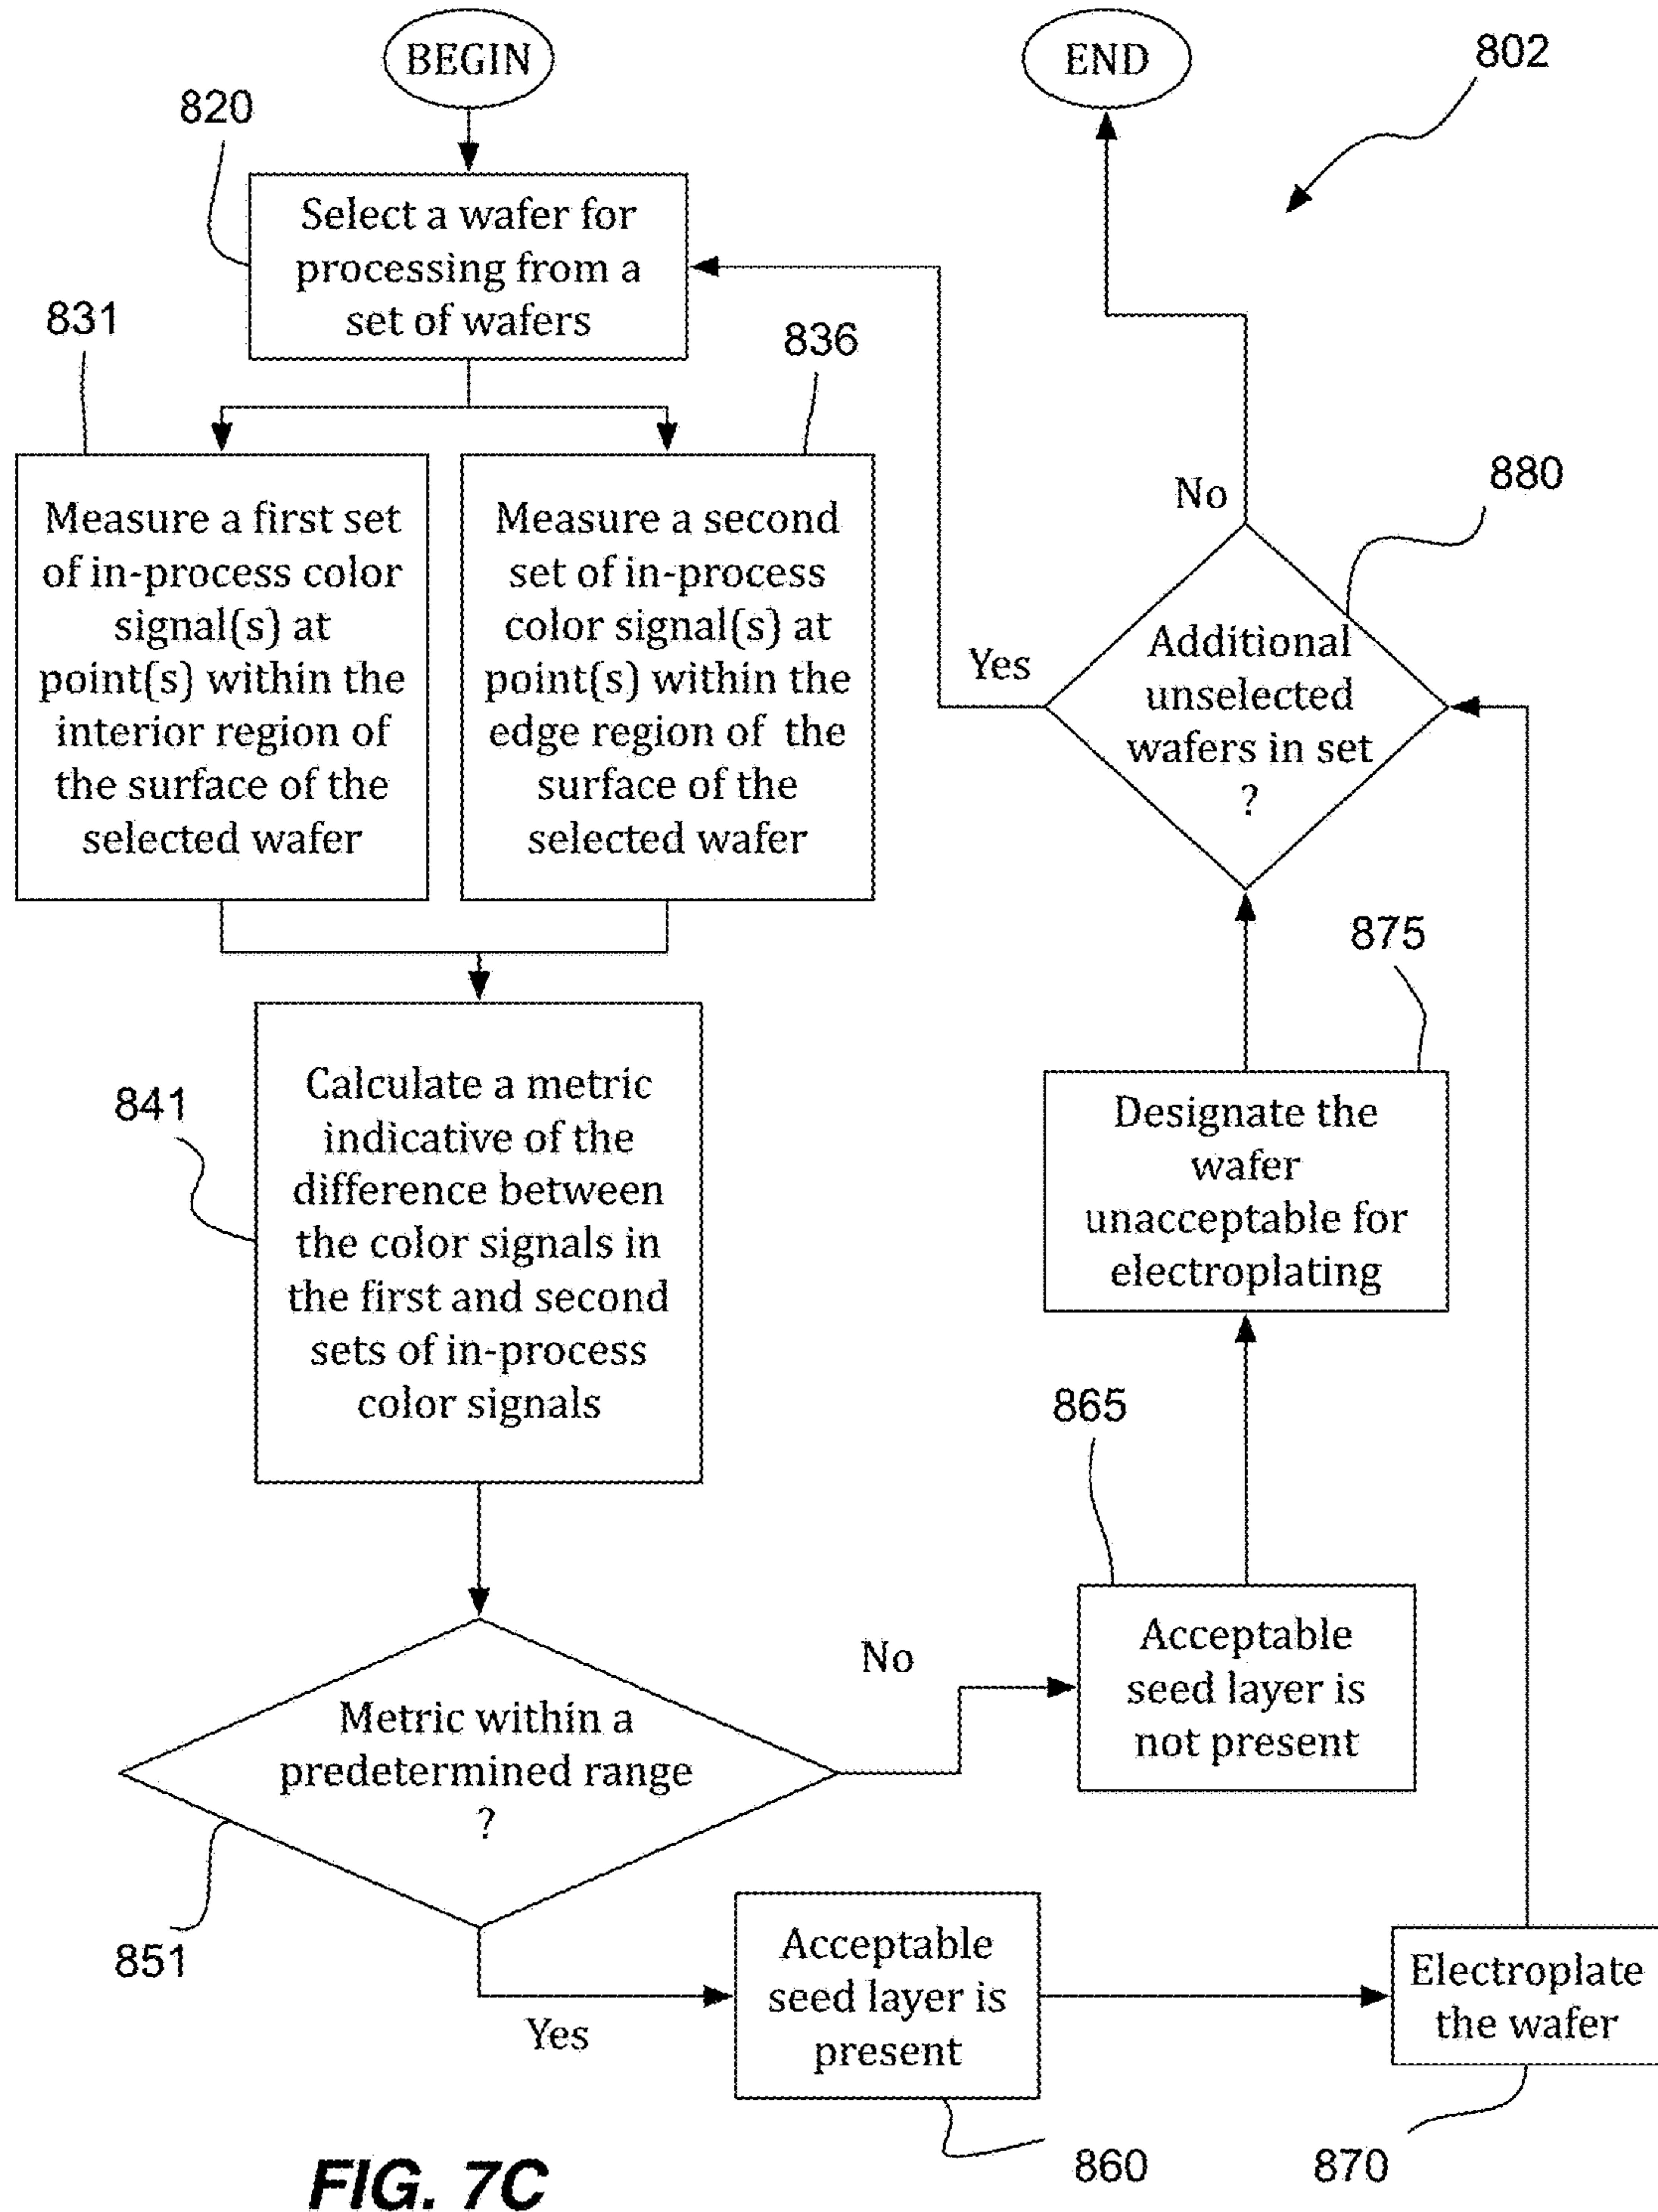 BEGIN
END
802
820
Select a wafer for
processing from a
set of wafers
831
836
Measure a first set
of in-process color
signal(s) at
point(s) within the
interior region of
the surface of the
selected wafer
Measure a second
set of in-process
color signal(s) at
point(s) within the
edge region of the
surface of the
selected wafer
No
880
Yes
Additional
unselected
wafers in set
?
875
841
Calculate a metric
indicative of the
difference between
the color signals in
the first and second
sets of in-process
color signals
Designate the
wafer
unacceptable for
electroplating
865
No
Acceptable
seed layer is
not present
Metric within a
predetermined range
?
851
Yes
Acceptable
seed layer is
present
Electroplate
the wafer
860
870
FIG. 7C